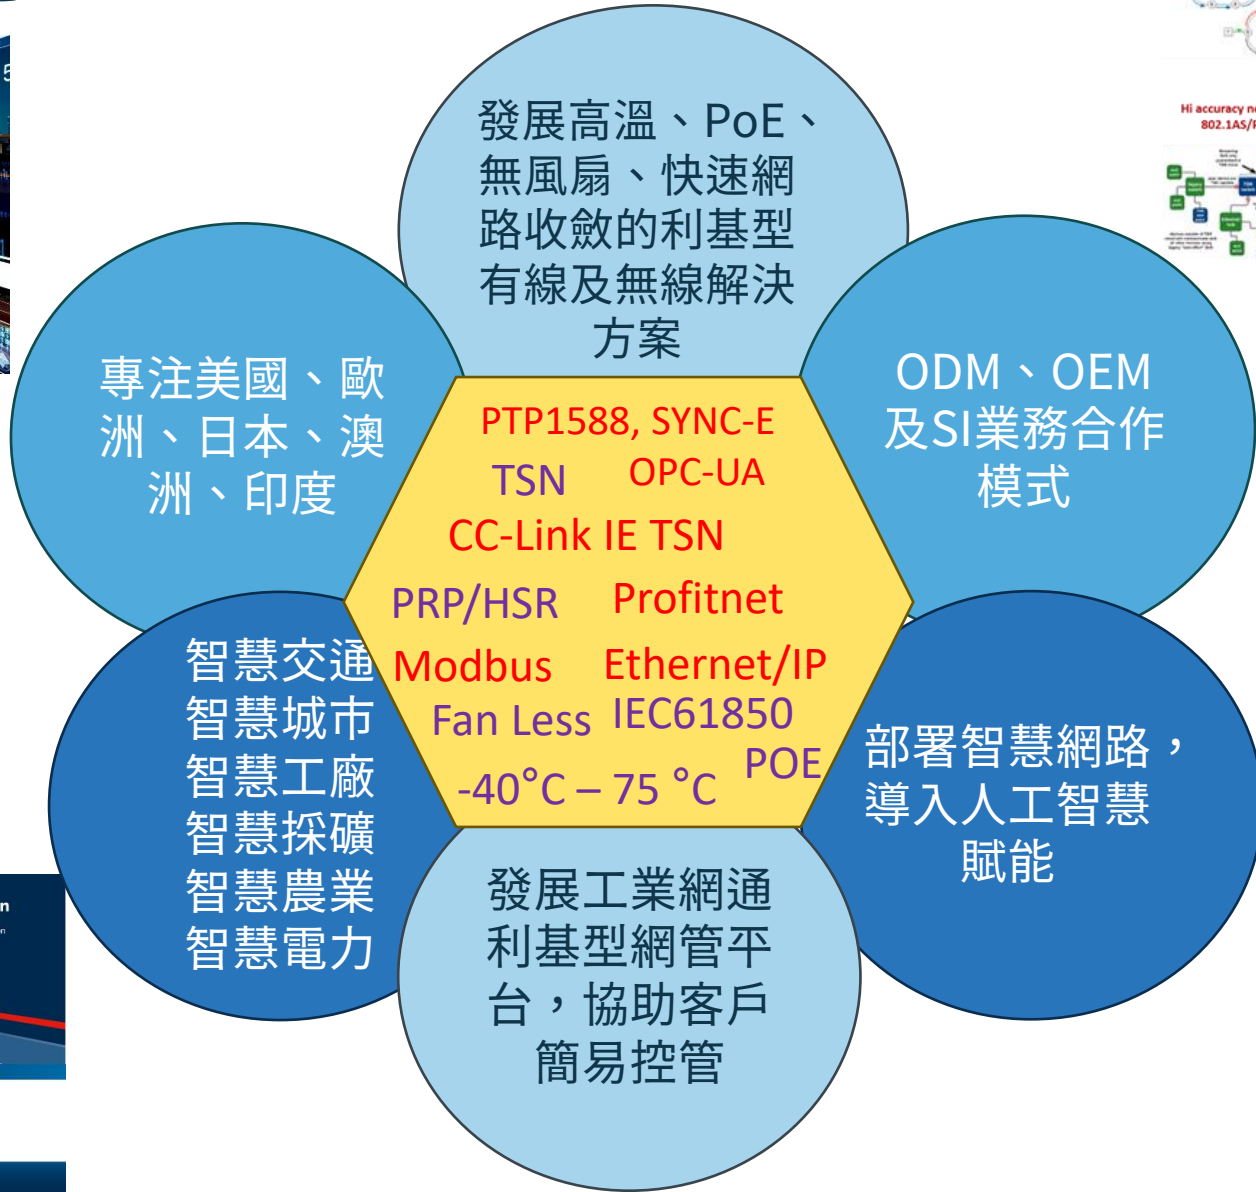 發展高溫、PoE、
無風扇、快速網
路收斂的利基型
有線及無線解決
方案
專注美國、歐
洲、日本、澳
洲、印度
ODM、OEM
及SI業務合作
模式
PTP1588, SYNC-E
TSN OPC-UA
CC-Link IE TSN
PRP/HSR Profitnet
Modbus Ethernet/IP
Fan Less IEC61850
POE
-40°C – 75 °C
智慧交通
智慧城市
智慧工廠
智慧採礦
智慧農業
智慧電力
部署智慧網路，
導入人工智慧
賦能
發展工業網通
利基型網管平
台，協助客戶
簡易控管
Hi accuracy
802.1AS/